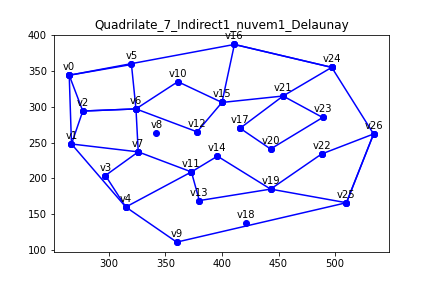 Quadrilate_7_Indirect1_nuvem1_Delaunay
400
350
300
250
200
150
100
300
350
400
450
500
v16
v5
v0
v24
v10
v21
v15
v2
v6
v23
v17
v12
v8
v26
v1
v7
v20
v14
v22
v11
v3
v19
v13
v4
v25
v18
v9